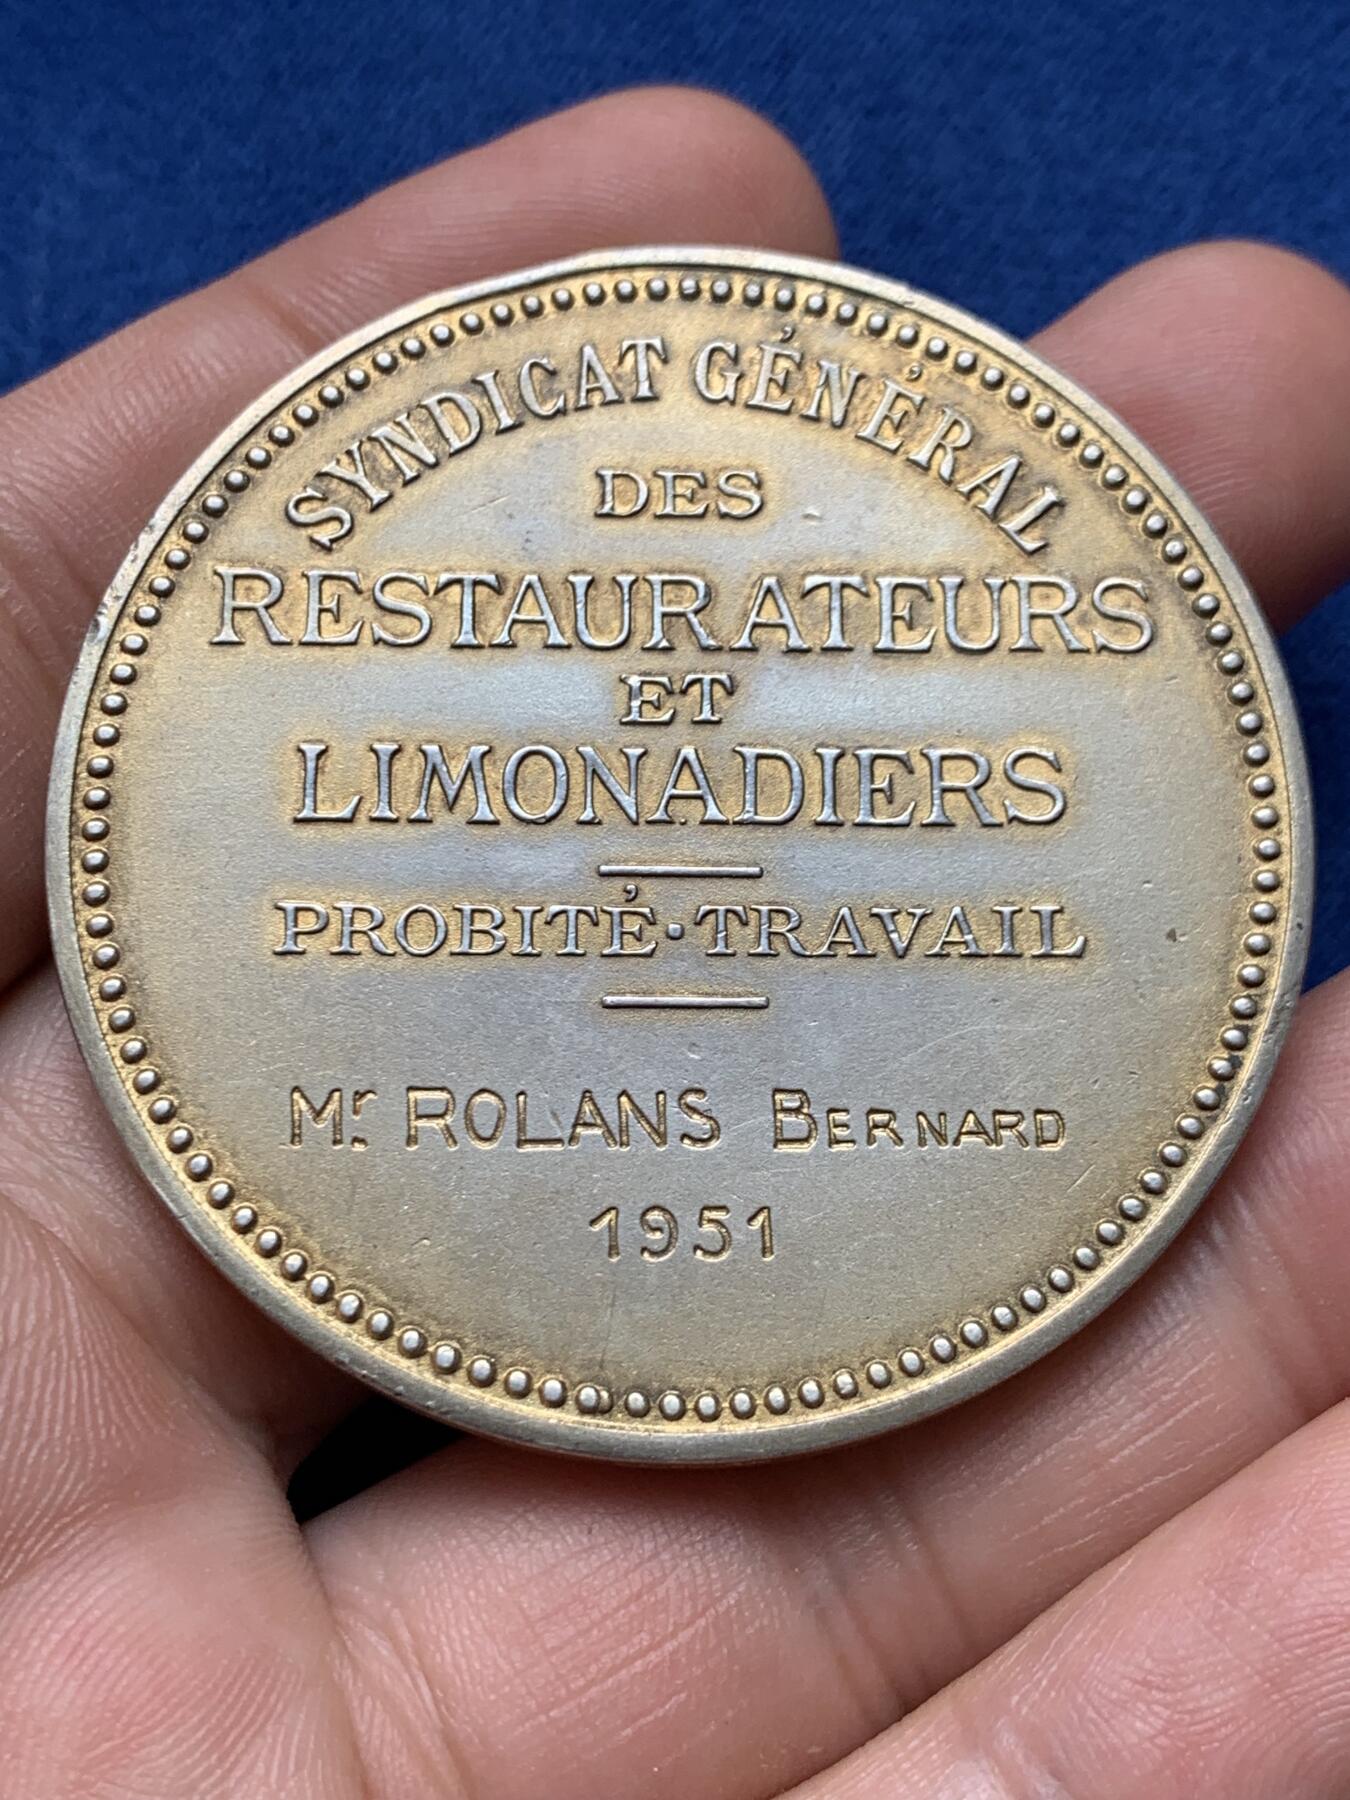 SYNDICAT GÉNÉRAL
DES
RESTAURATEURS
ET
LIMONADIERS
PROBITÉ·TRAVAIL
Mr ROLANS BERNARD
1951